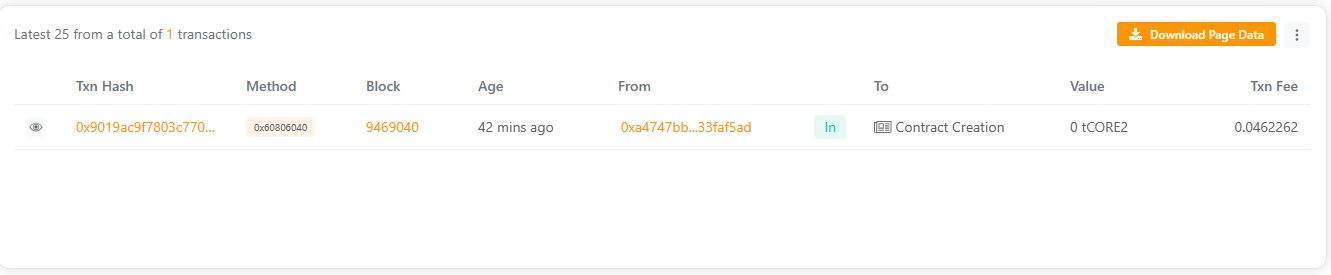 Latest 25 from a total of 1 transactions
Download Page Data
Txn Hash Method Block Age From To Value Txn Fee
0x9019ac9f7803c770... 0x60806040 9469040 42 mins ago 0xa4747bb...33faf5ad In Contract Creation 0 tCORE2 0.0462262